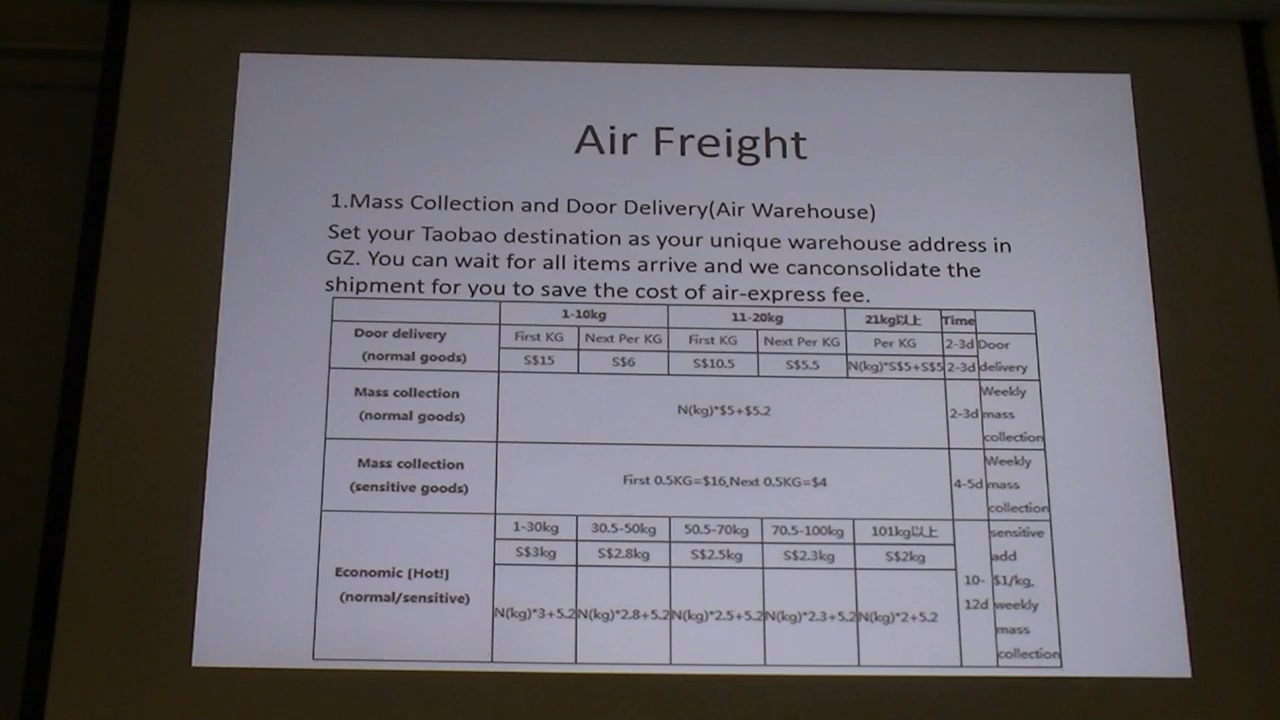 Air Freight
1.Mass Collection and Door Delivery(Air Warehouse)
Set your Taobao destination as your unique warehouse address in
GZ. You can wait for all items arrive and we canconsolidate the
shipment for you to save the cost of air-express fee.
1-10kg 11-20kg 21kg以上 Time
Door delivery
(normal goods)
First KG Next Per KG First KG Next Per KG Per KG 2-3d Door
S$15 S$6 S$10.5 S$5.5 N(kg)*S$5+S$5 2-3d delivery
Mass collection
(normal goods)
N(kg)*$5+$5.2
2-3d
Weekly
mass
collection
Mass collection
(sensitive goods)
First 0.5KG=$16,Next 0.5KG=$4
4-5d
Weekly
mass
collection
Economic [Hot!]
(normal/sensitive)
1-30kg 30.5-50kg 50.5-70kg 70.5-100kg 101kg以上
S$3kg S$2.8kg S$2.5kg S$2.3kg S$2kg
N(kg)*3+5.2 N(kg)*2.8+5.2 N(kg)*2.5+5.2 N(kg)*2.3+5.2 N(kg)*2+5.2
10-
12d
sensitive
add
$1/kg,
weekly
mass
collection